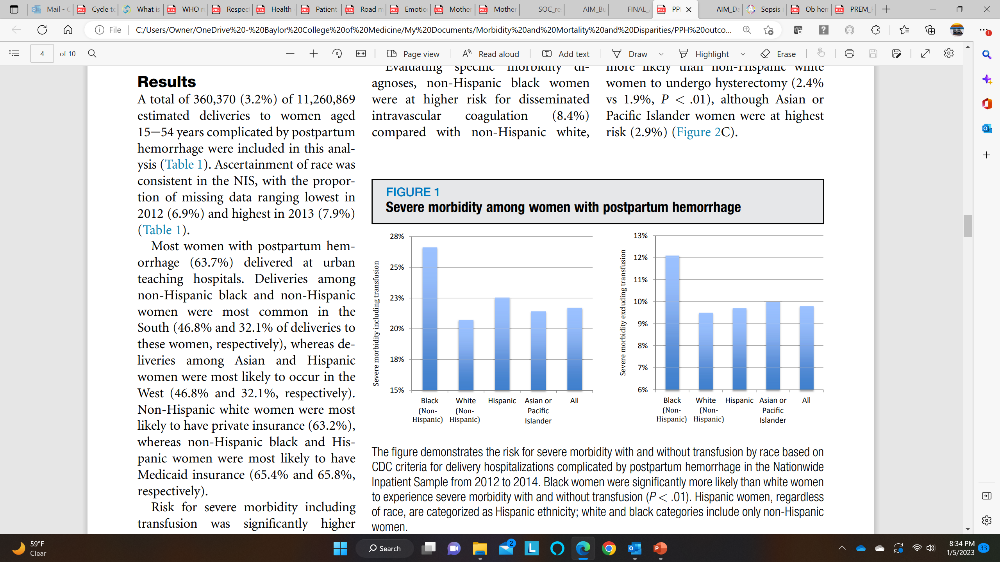 Mail - C
Cycle to
What is
WHO re
Respec
Health
Patient
Road m
Emotio
Mother
Mother
SOC_re
AIM_Bu
FINAL_
PPI
AIM_Da
Sepsis i
Ob hem
PREM_
File
C:/Users/Owner/OneDrive%20-%20Baylor%20College%20of%20Medicine/My%20Documents/Morbidity%20and%20Mortality%20and%20Disparities/PPH%20outco...
4 of 10
Page view
Read aloud
Add text
Draw
Highlight
Erase
Results
A total of 360,370 (3.2%) of 11,260,869
estimated deliveries to women aged
15–54 years complicated by postpartum
hemorrhage were included in this anal-
ysis (Table 1). Ascertainment of race was
consistent in the NIS, with the propor-
tion of missing data ranging lowest in
2012 (6.9%) and highest in 2013 (7.9%)
(Table 1).
Most women with postpartum hem-
orrhage (63.7%) delivered at urban
teaching hospitals. Deliveries among
non-Hispanic black and non-Hispanic
women were most common in the
South (46.8% and 32.1% of deliveries to
these women, respectively), whereas de-
liveries among Asian and Hispanic
women were most likely to occur in the
West (46.8% and 32.1%, respectively).
Non-Hispanic white women were most
likely to have private insurance (63.2%),
whereas non-Hispanic black and His-
panic women were most likely to have
Medicaid insurance (65.4% and 65.8%,
respectively).
Risk for severe morbidity including
transfusion was significantly higher
Evaluating specific morbidity di-
agnoses, non-Hispanic black women
were at higher risk for disseminated
intravascular coagulation (8.4%)
compared with non-Hispanic white,
more likely than non-Hispanic white
women to undergo hysterectomy (2.4%
vs 1.9%, P < .01), although Asian or
Pacific Islander women were at highest
risk (2.9%) (Figure 2C).
FIGURE 1
Severe morbidity among women with postpartum hemorrhage
Severe morbidity including transfusion
28%
25%
23%
20%
18%
15%
Black (Non-Hispanic)
White (Non-Hispanic)
Hispanic
Asian or Pacific Islander
All
Severe morbidity excluding transfusion
13%
12%
11%
10%
9%
8%
7%
6%
Black (Non-Hispanic)
White (Non-Hispanic)
Hispanic
Asian or Pacific Islander
All
The figure demonstrates the risk for severe morbidity with and without transfusion by race based on
CDC criteria for delivery hospitalizations complicated by postpartum hemorrhage in the Nationwide
Inpatient Sample from 2012 to 2014. Black women were significantly more likely than white women
to experience severe morbidity with and without transfusion (P < .01). Hispanic women, regardless
of race, are categorized as Hispanic ethnicity; white and black categories include only non-Hispanic
women.
59°F
Clear
Search
2
8:34 PM
1/5/2023
33